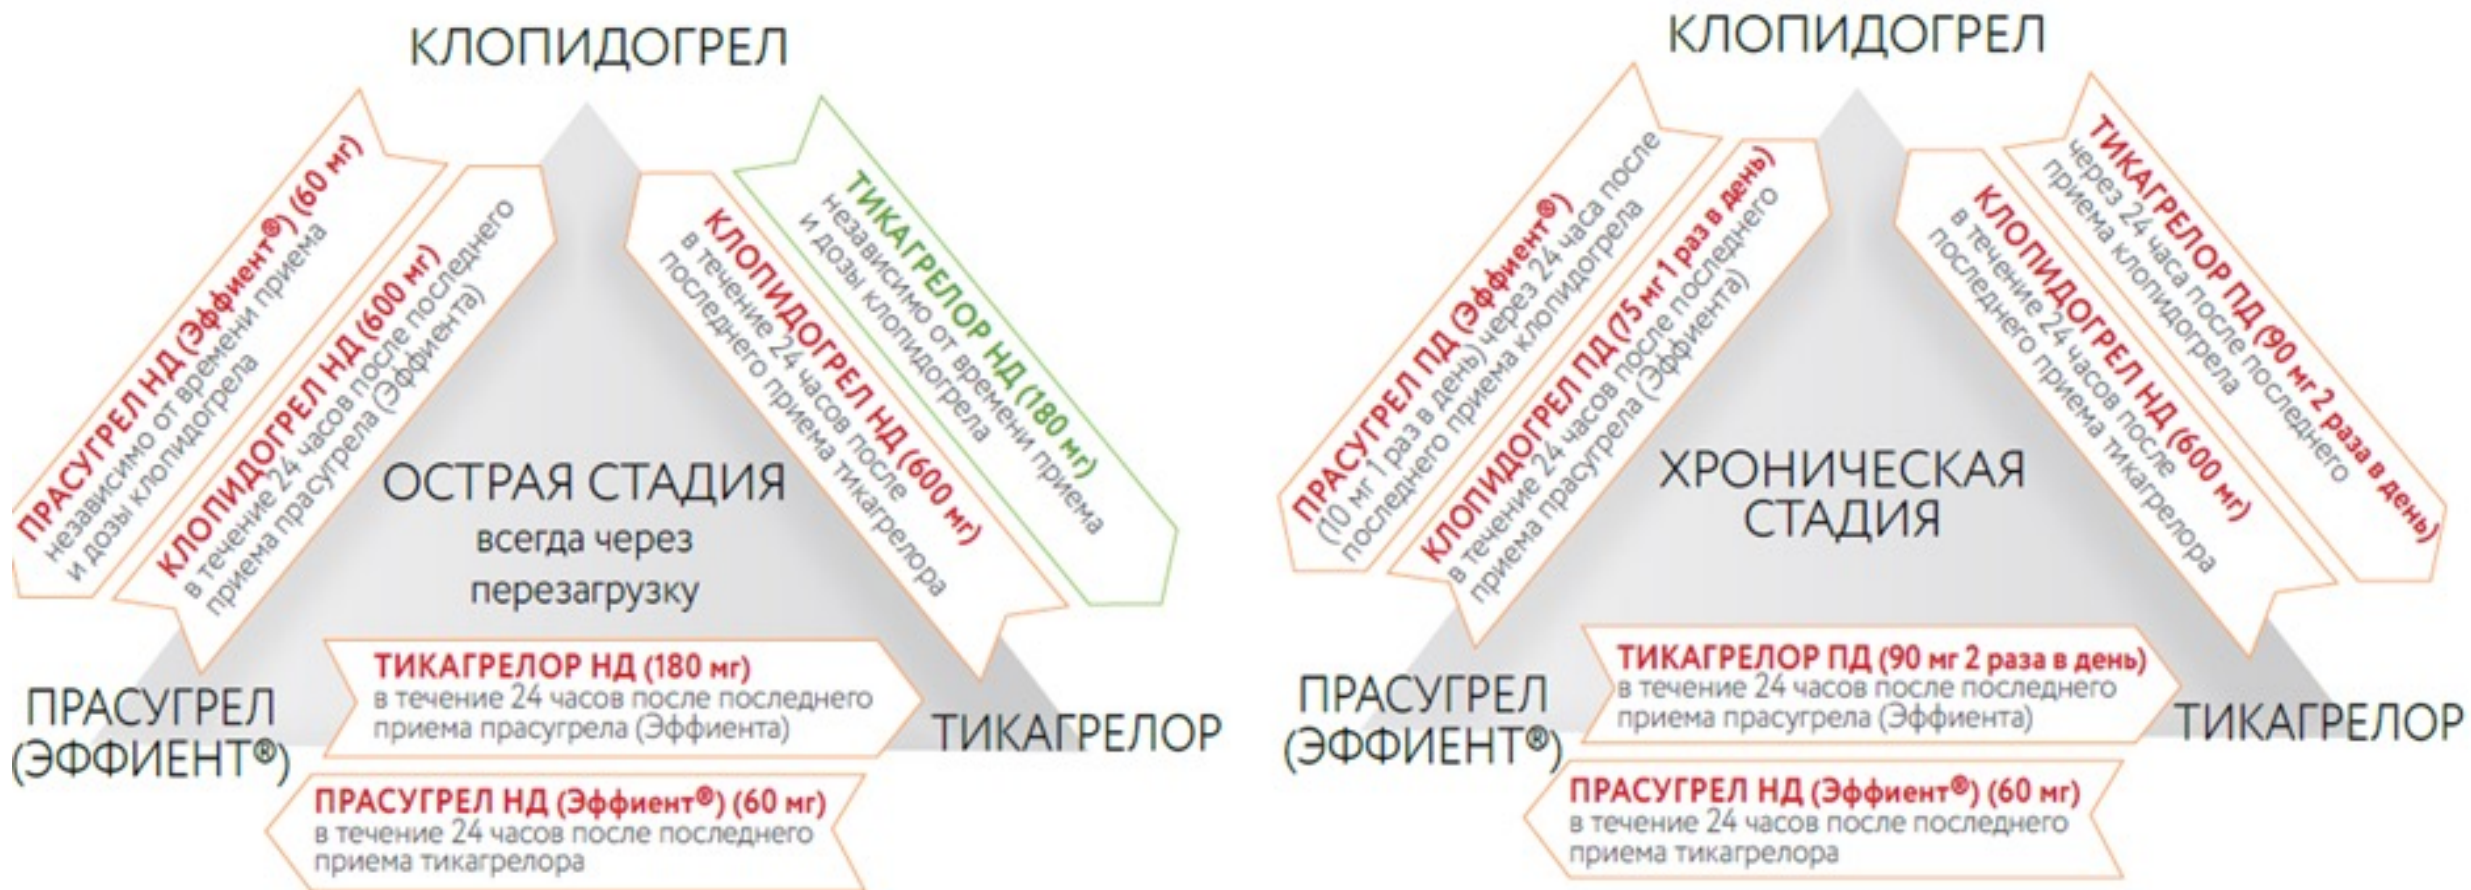 КЛОПИДОГРЕЛ
ПРАСУГРЕЛ НД (Эффиент®) (60 мг)
независимо от времени приема
и дозы клопидогрела
КЛОПИДОГРЕЛ НД (600 мг)
в течение 24 часов после последнего
приема прасугрела (Эффиента)
КЛОПИДОГРЕЛ НД (600 мг)
в течение 24 часов после
последнего приема тикагрелора
ТИКАГРЕЛОР НД (180 мг)
независимо от времени приема
и дозы клопидогрела
ОСТРАЯ СТАДИЯ
всегда через
перезагрузку
ТИКАГРЕЛОР НД (180 мг)
в течение 24 часов после последнего
приема прасугрела (Эффиента)
ПРАСУГРЕЛ
(ЭФФИЕНТ®)
ТИКАГРЕЛОР
ПРАСУГРЕЛ НД (Эффиент®) (60 мг)
в течение 24 часов после последнего
приема тикагрелора
КЛОПИДОГРЕЛ
ПРАСУГРЕЛ ПД (Эффиент®)
(10 мг 1 раз в день) через 24 часа после
последнего приема клопидогрела
КЛОПИДОГРЕЛ ПД (75 мг 1 раз в день)
в течение 24 часов после последнего
приема прасугрела (Эффиента)
КЛОПИДОГРЕЛ НД (600 мг)
в течение 24 часов после
последнего приема тикагрелора
ТИКАГРЕЛОР ПД (90 мг 2 раза в день)
через 24 часа после последнего
приема клопидогрела
ХРОНИЧЕСКАЯ
СТАДИЯ
ТИКАГРЕЛОР ПД (90 мг 2 раза в день)
в течение 24 часов после последнего
приема прасугрела (Эффиента)
ПРАСУГРЕЛ
(ЭФФИЕНТ®)
ТИКАГРЕЛОР
ПРАСУГРЕЛ НД (Эффиент®) (60 мг)
в течение 24 часов после последнего
приема тикагрелора